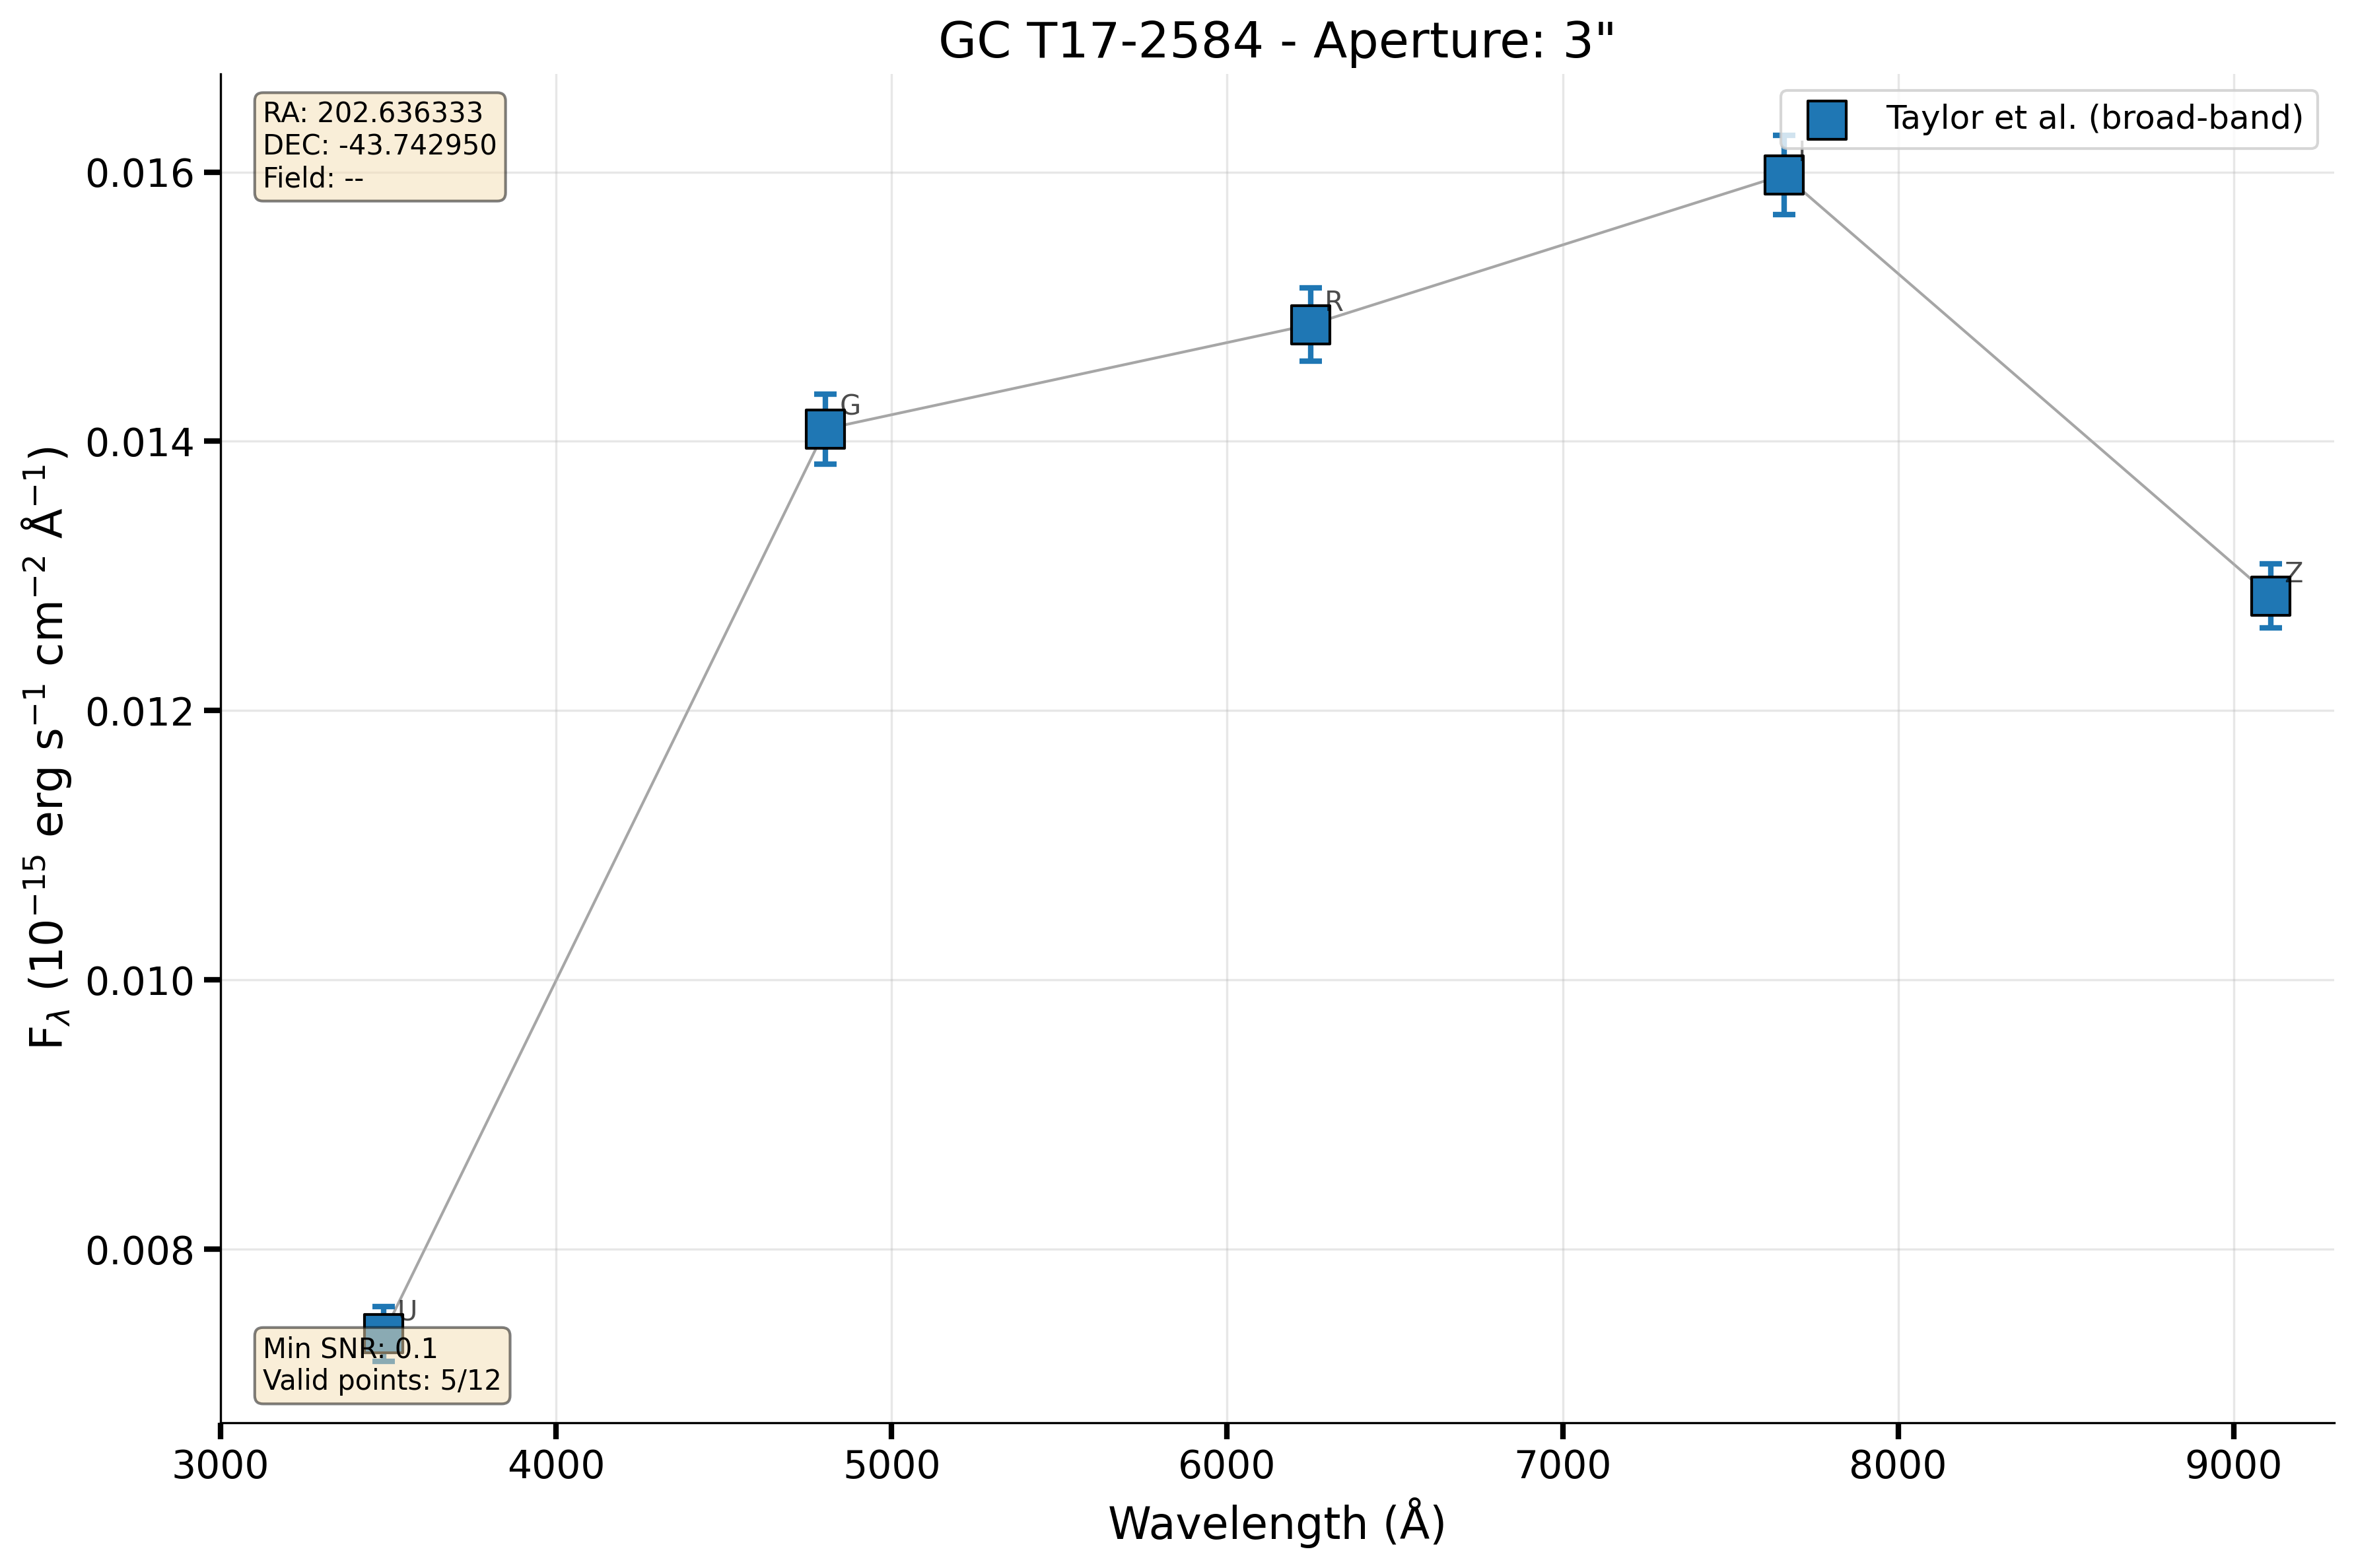 GC T17-2584 - Aperture: 3"
RA: 202.636333
DEC: -43.742950
Field: --
Taylor et al. (broad-band)
I
R
G
Z
U
Min SNR: 0.1
Valid points: 5/12
0.016
0.014
0.012
0.010
0.008
F_λ (10⁻¹⁵ erg s⁻¹ cm⁻² Å⁻¹)
3000 4000 5000 6000 7000 8000 9000
Wavelength (Å)